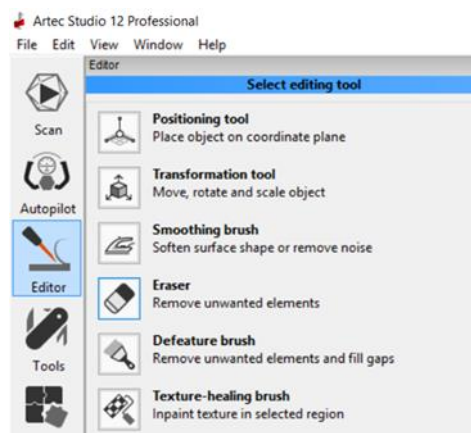 Artec Studio 12 Professional
File Edit View Window Help
Editor
Select editing tool
Scan
Autopilot
Editor
Tools
Positioning tool
Place object on coordinate plane
Transformation tool
Move, rotate and scale object
Smoothing brush
Soften surface shape or remove noise
Eraser
Remove unwanted elements
Defeature brush
Remove unwanted elements and fill gaps
Texture-healing brush
Inpaint texture in selected region